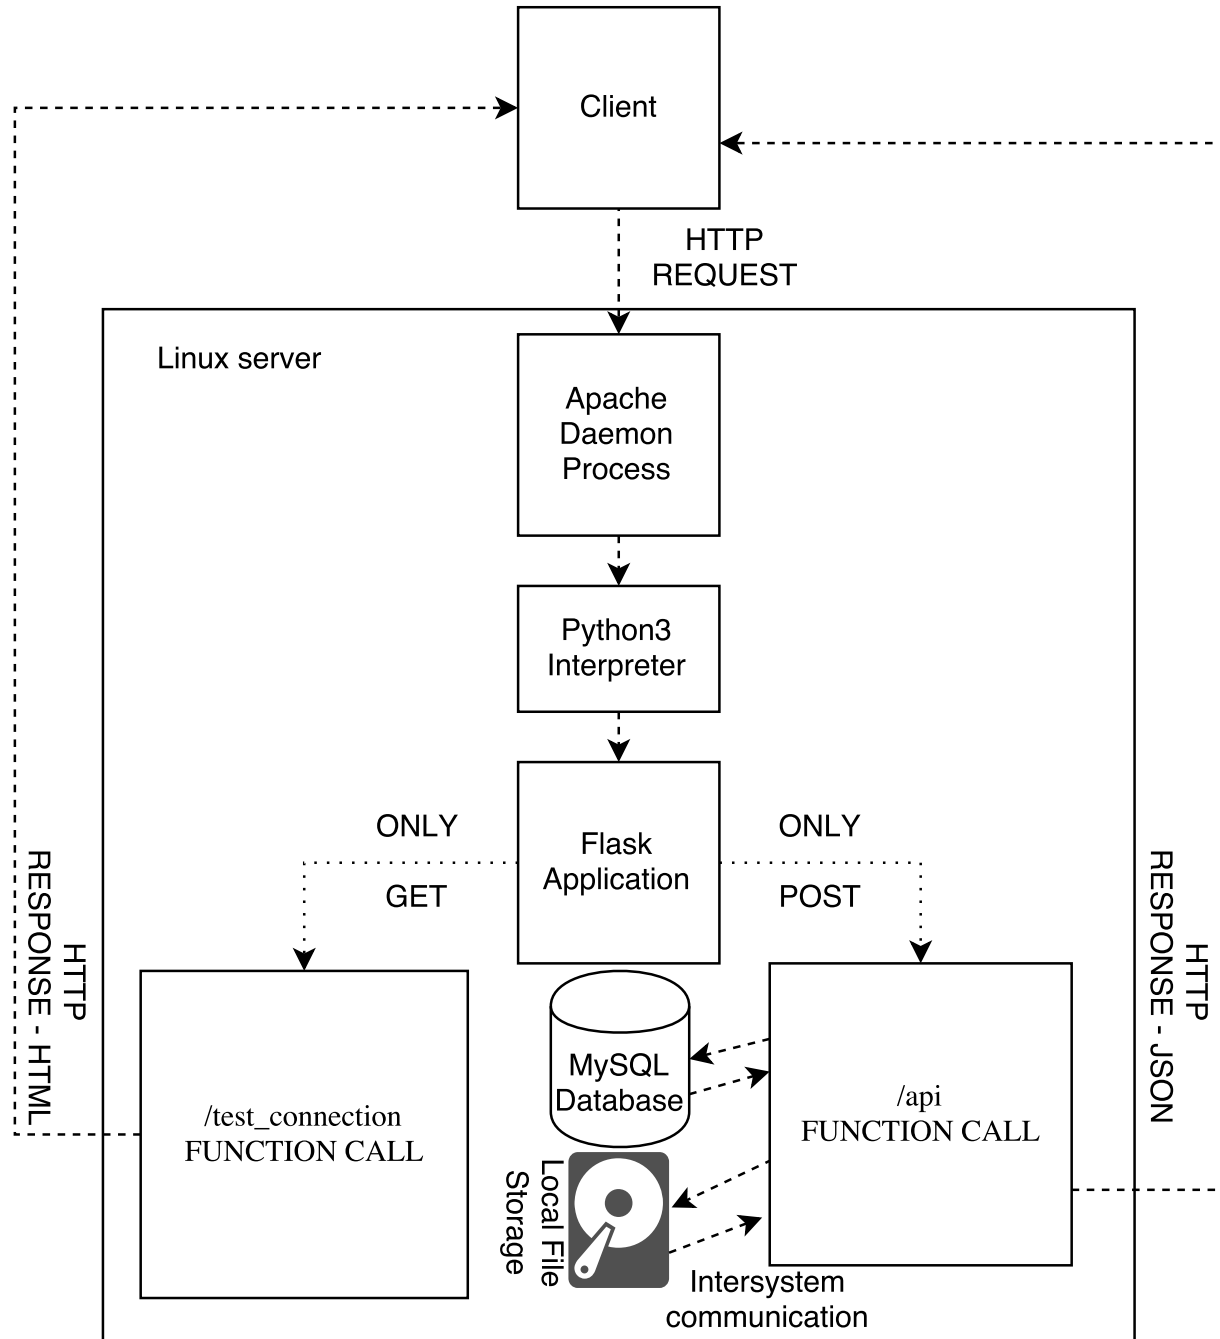 Client
HTTP
REQUEST
Linux server
Apache
Daemon
Process
Python3
Interpreter
Flask
Application
ONLY
GET
ONLY
POST
HTTP
RESPONSE - HTML
HTTP
RESPONSE - JSON
/test_connection
FUNCTION CALL
MySQL
Database
/api
FUNCTION CALL
Local File
Storage
Intersystem
communication